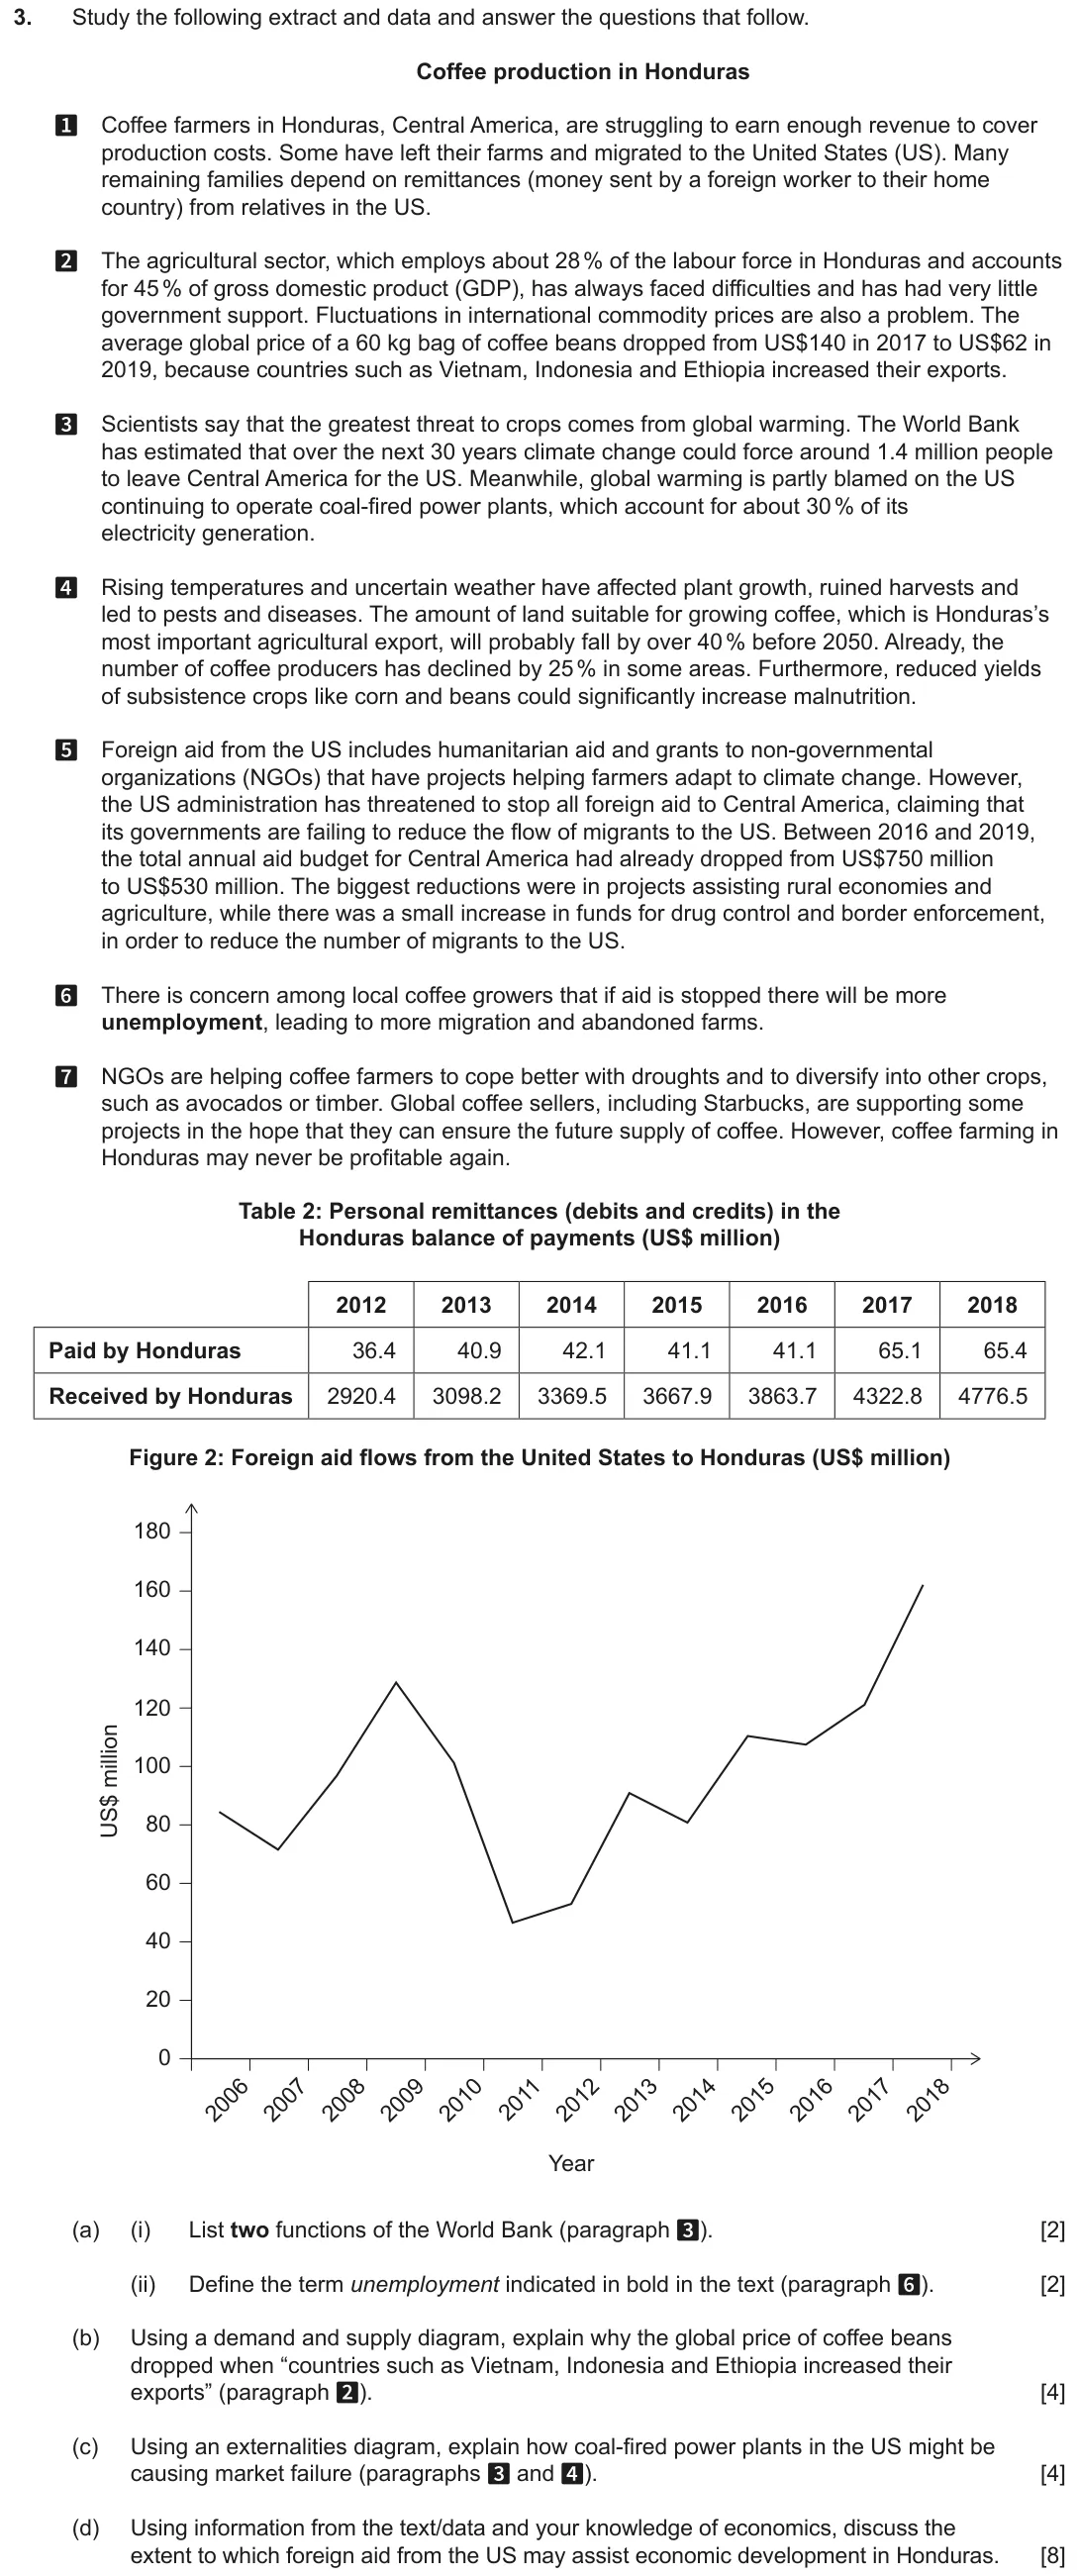 3. Study the following extract and data and answer the questions that follow.
Coffee production in Honduras
1 Coffee farmers in Honduras, Central America, are struggling to earn enough revenue to cover
production costs. Some have left their farms and migrated to the United States (US). Many
remaining families depend on remittances (money sent by a foreign worker to their home
country) from relatives in the US.
2 The agricultural sector, which employs about 28% of the labour force in Honduras and accounts
for 45% of gross domestic product (GDP), has always faced difficulties and has had very little
government support. Fluctuations in international commodity prices are also a problem. The
average global price of a 60 kg bag of coffee beans dropped from US$140 in 2017 to US$62 in
2019, because countries such as Vietnam, Indonesia and Ethiopia increased their exports.
3 Scientists say that the greatest threat to crops comes from global warming. The World Bank
has estimated that over the next 30 years climate change could force around 1.4 million people
to leave Central America for the US. Meanwhile, global warming is partly blamed on the US
continuing to operate coal-fired power plants, which account for about 30% of its
electricity generation.
4 Rising temperatures and uncertain weather have affected plant growth, ruined harvests and
led to pests and diseases. The amount of land suitable for growing coffee, which is Honduras's
most important agricultural export, will probably fall by over 40% before 2050. Already, the
number of coffee producers has declined by 25% in some areas. Furthermore, reduced yields
of subsistence crops like corn and beans could significantly increase malnutrition.
5 Foreign aid from the US includes humanitarian aid and grants to non-governmental
organizations (NGOs) that have projects helping farmers adapt to climate change. However,
the US administration has threatened to stop all foreign aid to Central America, claiming that
its governments are failing to reduce the flow of migrants to the US. Between 2016 and 2019,
the total annual aid budget for Central America had already dropped from US$750 million
to US$530 million. The biggest reductions were in projects assisting rural economies and
agriculture, while there was a small increase in funds for drug control and border enforcement,
in order to reduce the number of migrants to the US.
6 There is concern among local coffee growers that if aid is stopped there will be more
unemployment, leading to more migration and abandoned farms.
7 NGOs are helping coffee farmers to cope better with droughts and to diversify into other crops,
such as avocados or timber. Global coffee sellers, including Starbucks, are supporting some
projects in the hope that they can ensure the future supply of coffee. However, coffee farming in
Honduras may never be profitable again.
Table 2: Personal remittances (debits and credits) in the
Honduras balance of payments (US$ million)
2012 2013 2014 2015 2016 2017 2018
Paid by Honduras 36.4 40.9 42.1 41.1 41.1 65.1 65.4
Received by Honduras 2920.4 3098.2 3369.5 3667.9 3863.7 4322.8 4776.5
Figure 2: Foreign aid flows from the United States to Honduras (US$ million)
180
160
140
120
100
80
60
40
20
0
US$ million
2006 2007 2008 2009 2010 2011 2012 2013 2014 2015 2016 2017 2018
Year
(a) (i) List two functions of the World Bank (paragraph 3). [2]
(ii) Define the term unemployment indicated in bold in the text (paragraph 6). [2]
(b) Using a demand and supply diagram, explain why the global price of coffee beans
dropped when “countries such as Vietnam, Indonesia and Ethiopia increased their
exports” (paragraph 2). [4]
(c) Using an externalities diagram, explain how coal-fired power plants in the US might be
causing market failure (paragraphs 3 and 4). [4]
(d) Using information from the text/data and your knowledge of economics, discuss the
extent to which foreign aid from the US may assist economic development in Honduras. [8]